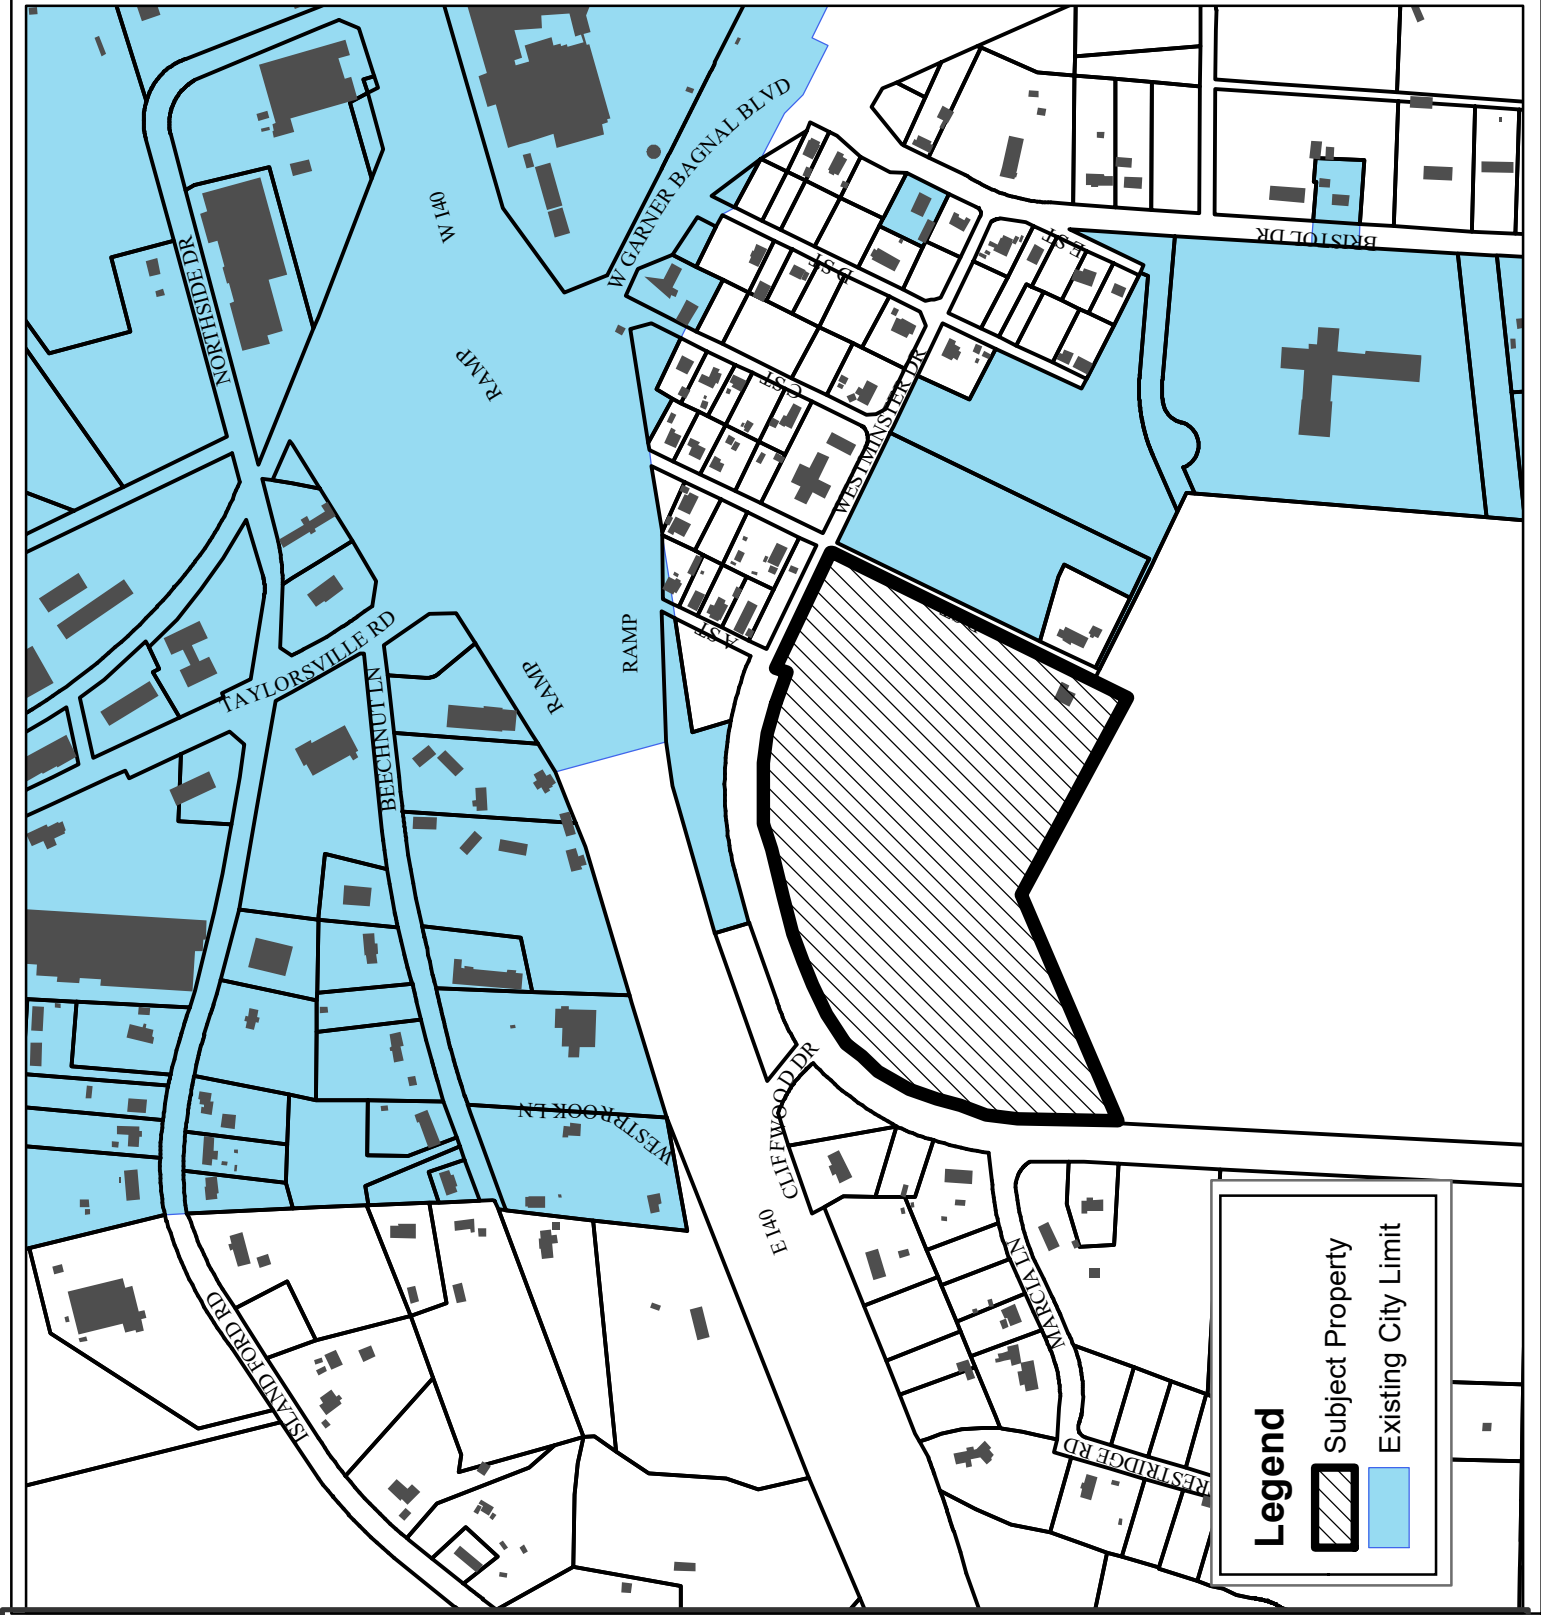 NORTHSIDE DR
W 140
W GARNER BAGNAL BLVD
RAMP
BRISTOL DR
E ST
D ST
C ST
WESTMINSTER DR
A ST
TAYLORSVILLE RD
BEECHNUT LN
RAMP
RAMP
WESTBROOK LN
CLIFFWOOD DR
E 140
MARCIA LN
ISLAND FORD RD
RESTRIDGE RD
Legend
Subject Property
Existing City Limit